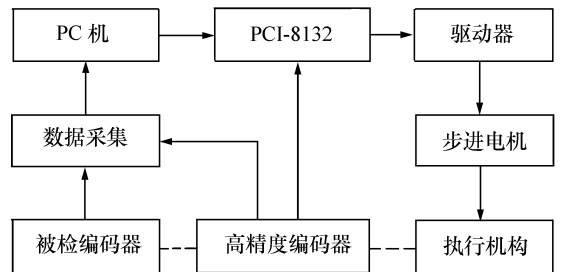 PC 机
PCI-8132
驱动器
数据采集
步进电机
被检编码器
高精度编码器
执行机构